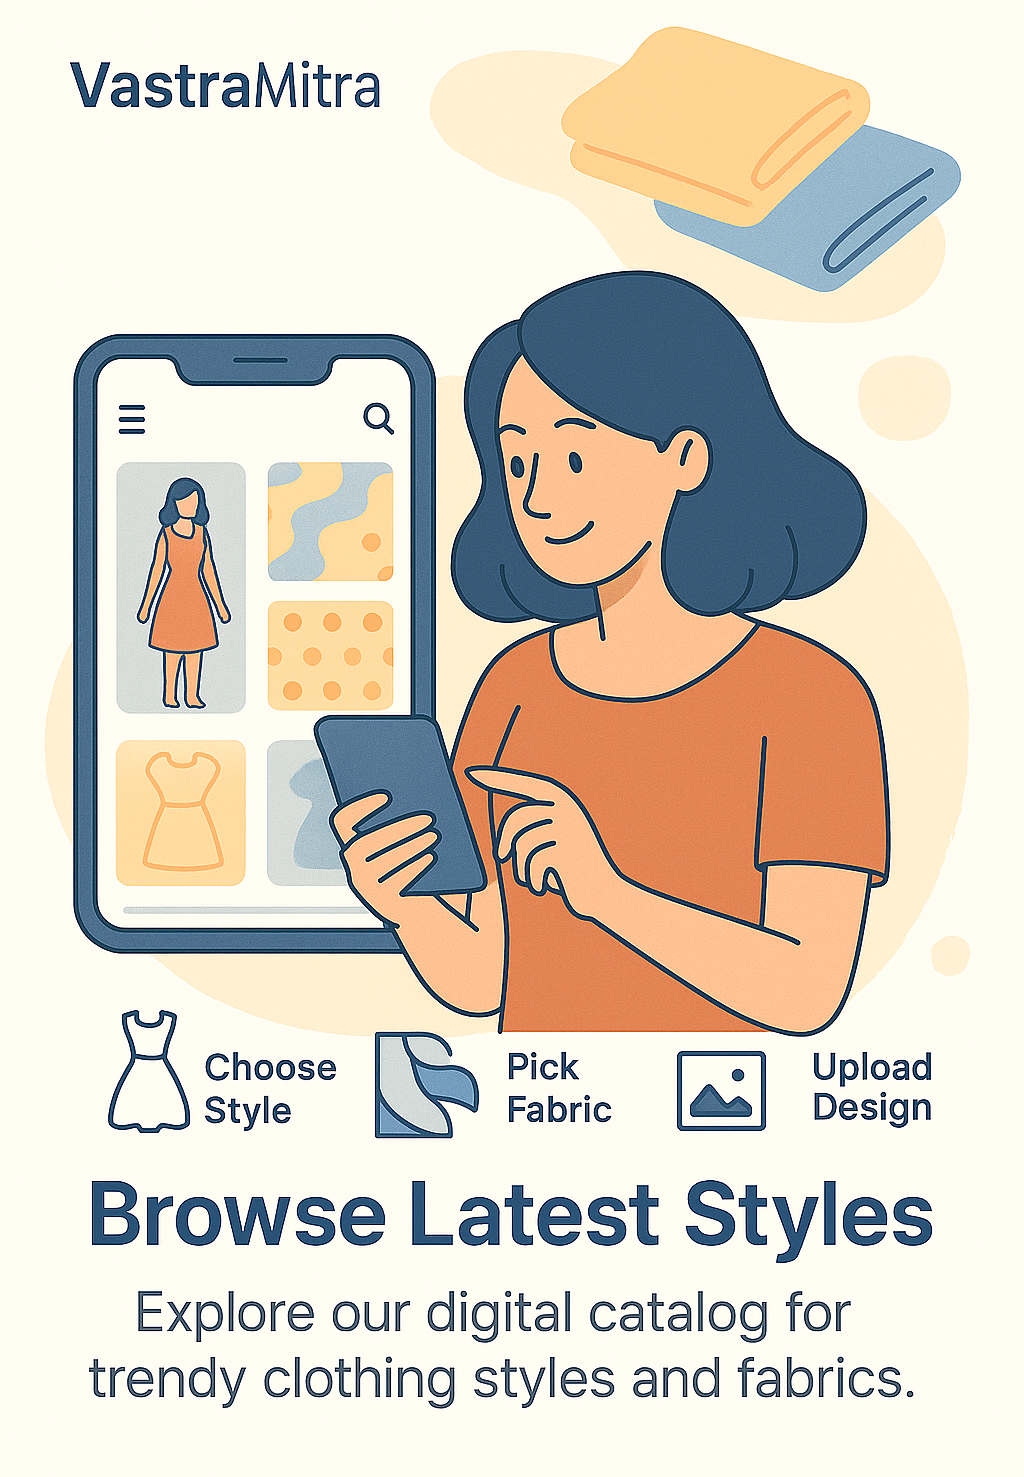 VastraMitra
Choose
Style
Pick
Fabric
Upload
Design
Browse Latest Styles
Explore our digital catalog for
trendy clothing styles and fabrics.